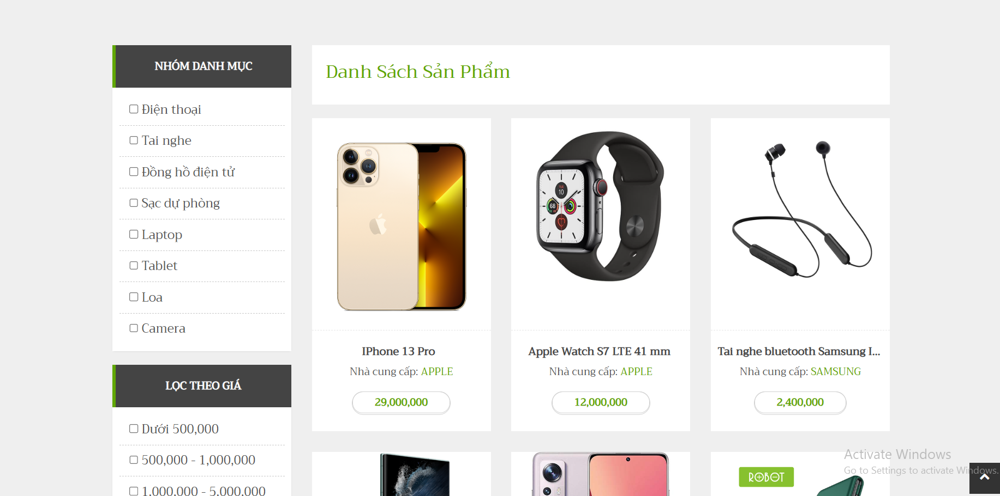 NHÓM DANH MỤC
Điện thoại
Tai nghe
Đồng hồ điện tử
Sạc dự phòng
Laptop
Tablet
Loa
Camera
LỌC THEO GIÁ
Dưới 500,000
500,000 - 1,000,000
1,000,000 - 5,000,000
Danh Sách Sản Phẩm
TUE
10
68
IPhone 13 Pro
Nhà cung cấp: APPLE
29,000,000
Apple Watch S7 LTE 41 mm
Nhà cung cấp: APPLE
12,000,000
Tai nghe bluetooth Samsung I...
Nhà cung cấp: SAMSUNG
2,400,000
ROBOT
Activate Windows
Go to Settings to activate Windows.